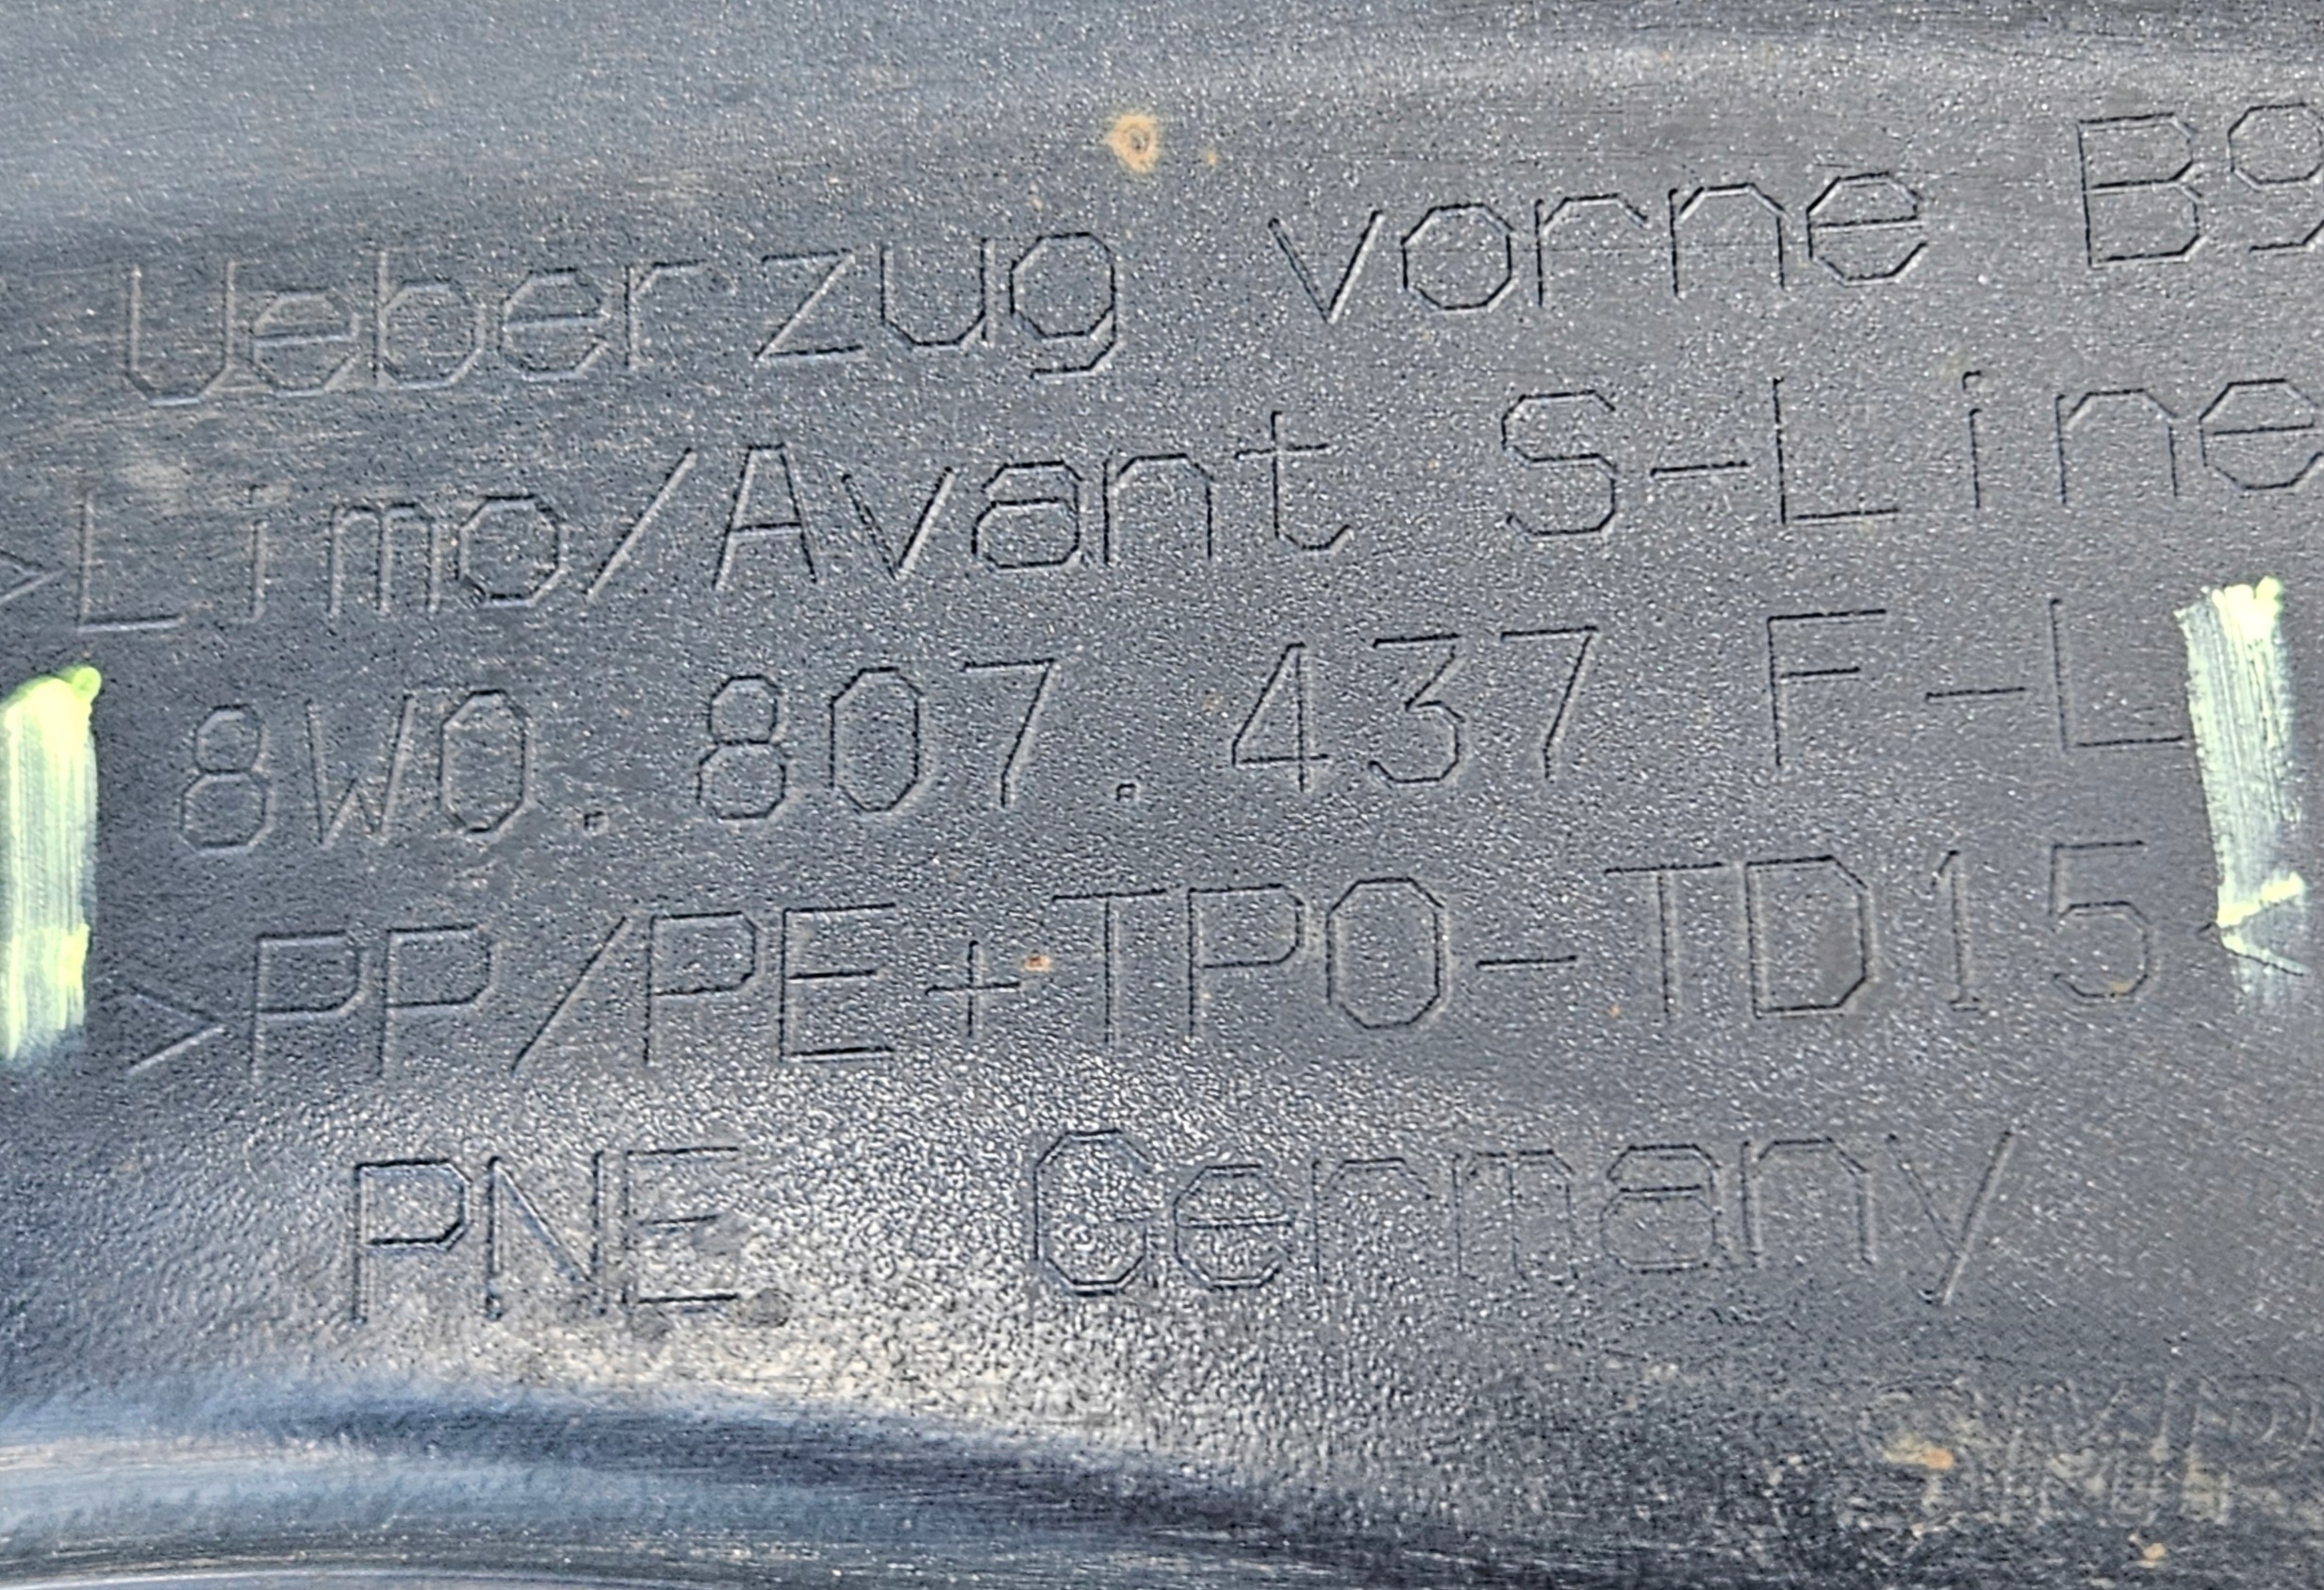 Ueberzug vorne B9
>Limo/Avant S-Line
8W0.807.437 F-L
>PP/PE+TPO-TD15<
PNE. Germany